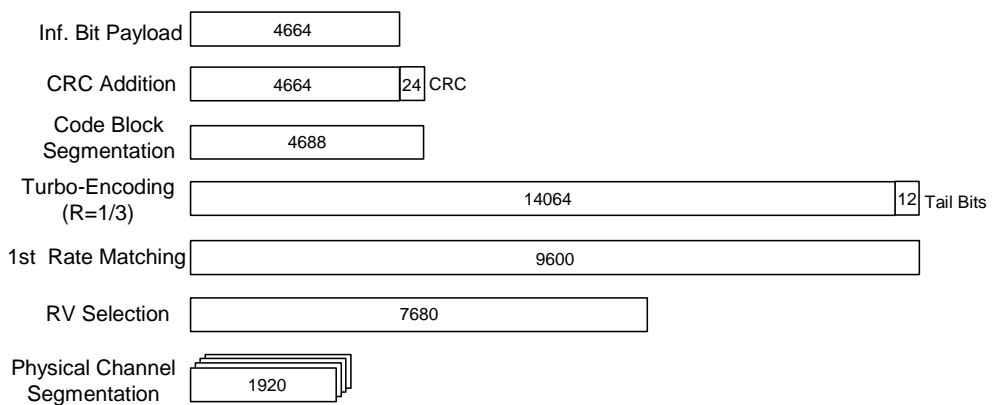 Inf. Bit Payload 4664
CRC Addition 4664 24 CRC
Code Block
Segmentation 4688
Turbo-Encoding
(R=1/3) 14064 12 Tail Bits
1st Rate Matching 9600
RV Selection 7680
Physical Channel
Segmentation 1920